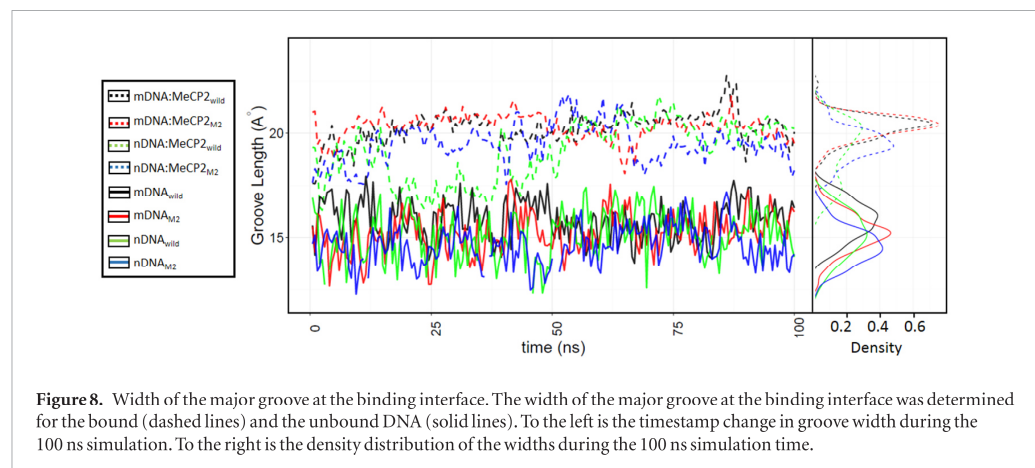 mDNA:MeCP2wild
mDNA:MeCP2M2
nDNA:MeCP2wild
nDNA:MeCP2M2
mDNAwild
mDNAM2
nDNAwild
nDNAM2
Groove Length (A°)
20
15
0
25
50
75
100
time (ns)
0.2 0.4 0.6
Density
Figure 8. Width of the major groove at the binding interface. The width of the major groove at the binding interface was determined
for the bound (dashed lines) and the unbound DNA (solid lines). To the left is the timestamp change in groove width during the
100 ns simulation. To the right is the density distribution of the widths during the 100 ns simulation time.